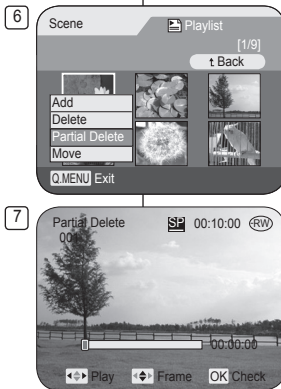 6
Scene Playlist
[1/9]
Back
Add
Delete
Partial Delete
Move
Q.MENU Exit
7
Partial Delete SP 00:10:00 -RW
001
00:00:00
Play Frame OK Check